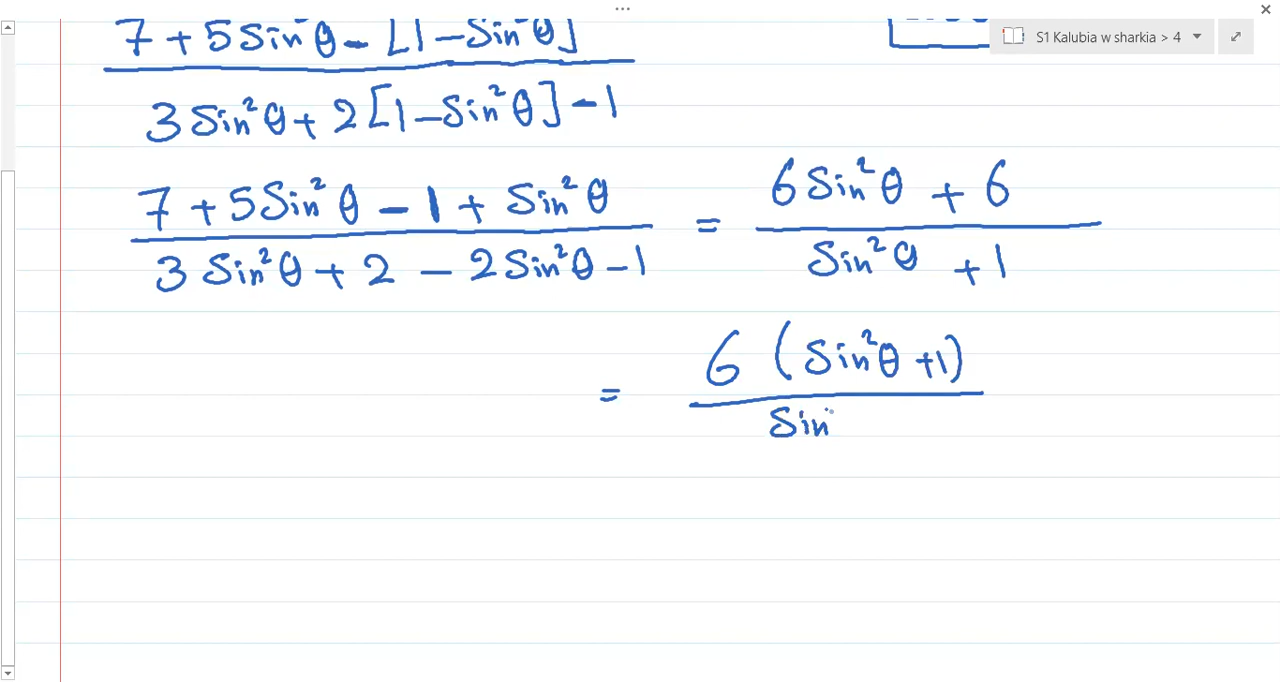 S1 Kalubia w sharkia > 4
7 + 5 Sin²θ - [1 - Sin²θ]
3 Sin²θ + 2 [1 - Sin²θ] - 1
7 + 5 Sin²θ - 1 + Sin²θ = 6 Sin²θ + 6
3 Sin²θ + 2 - 2 Sin²θ - 1 Sin²θ + 1
= 6 (Sin²θ + 1)
Sin